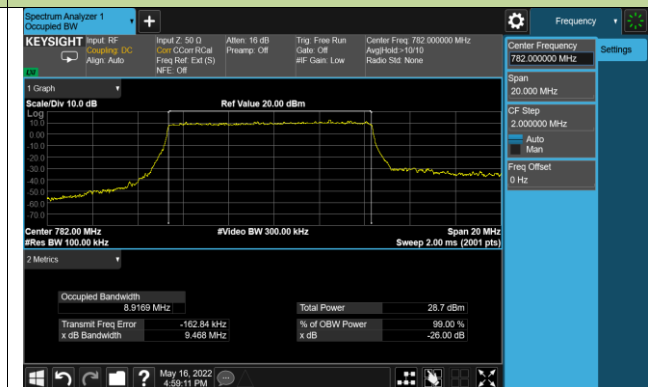 Spectrum Analyzer 1
Occupied BW
+
Frequency
KEYSIGHT
Input: RF
Coupling: DC
Align: Auto
Input Z: 50 Ω
Corr CCorr RCal
Freq Ref: Ext (S)
NFE: Off
Atten: 16 dB
Preamp: Off
Trig: Free Run
Gate: Off
#IF Gain: Low
Center Freq: 782.000000 MHz
Avg|Hold:>10/10
Radio Std: None
Center Frequency
782.000000 MHz
Settings
Span
20.000 MHz
CF Step
2.000000 MHz
Auto
Man
Freq Offset
0 Hz
1 Graph
Scale/Div 10.0 dB
Ref Value 20.00 dBm
Log
10.0
0.00
-10.0
-20.0
-30.0
-40.0
-50.0
-60.0
-70.0
Center 782.00 MHz
#Video BW 300.00 kHz
Span 20 MHz
#Res BW 100.00 kHz
Sweep 2.00 ms (2001 pts)
2 Metrics
Occupied Bandwidth
8.9169 MHz
Total Power
28.7 dBm
Transmit Freq Error
-162.84 kHz
% of OBW Power
99.00 %
x dB Bandwidth
9.468 MHz
x dB
-26.00 dB
?
May 16, 2022
4:59:11 PM